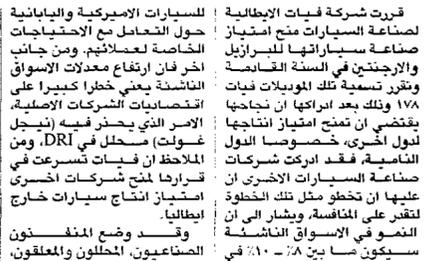 قررت شركة فيات الايطالية
لصناعة السيارات منح امتياز
صناعة سياراتها للبرازيل
والارجنتين في السنة القادمة
وتقرر تسمية تلك الموديلات فيات
١٧٨ وذلك بعد ادراكها ان نجاحها
يقتضي ان تمنح امتياز انتاجها
لدول اخرى، خصوصا الدول
النامية، فقد ادركت شركات
صناعة السيارات الاخرى ان
عليها ان تخطو مثل تلك الخطوة
لتقدر على المنافسة، ويشار الى ان
النمو في الاسواق الناشئة
سيكون ما بين ٨٪ ـ ١٠٪ في
للسيارات الاميركية واليابانية
حول التعامل مع الاحتياجات
الخاصة لعملائهم. ومن جانب
اخر فان ارتفاع معدلات الاسواق
الناشئة يعني خطرا كبيرا على
اقتصاديات الشركات الاصلية،
الامر الذي يحذر فيه (نيجل
غولت) محلل في DRI، ومن
الملاحظ ان فيات تسرعت في
قرارها لمنح شركات اخرى
امتياز انتاج سيارات خارج
ايطاليا.
وقد وضع المنفذون
الصناعيون، المحللون والمعلقون،